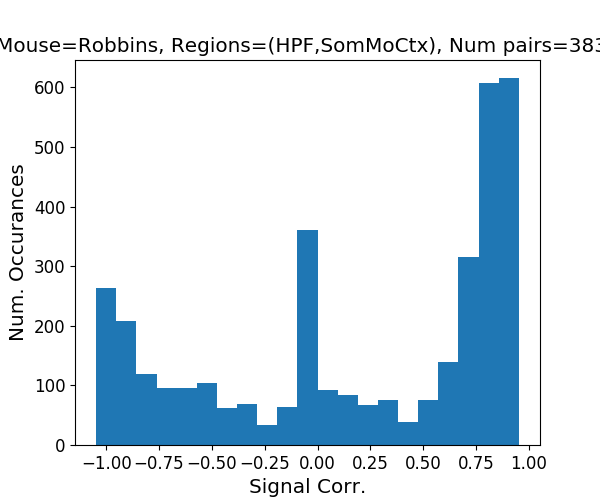 Mouse=Robbins, Regions=(HPF,SomMoCtx), Num pairs=383
600
500
400
300
200
100
0
Num. Occurances
−1.00 −0.75 −0.50 −0.25 0.00 0.25 0.50 0.75 1.00
Signal Corr.